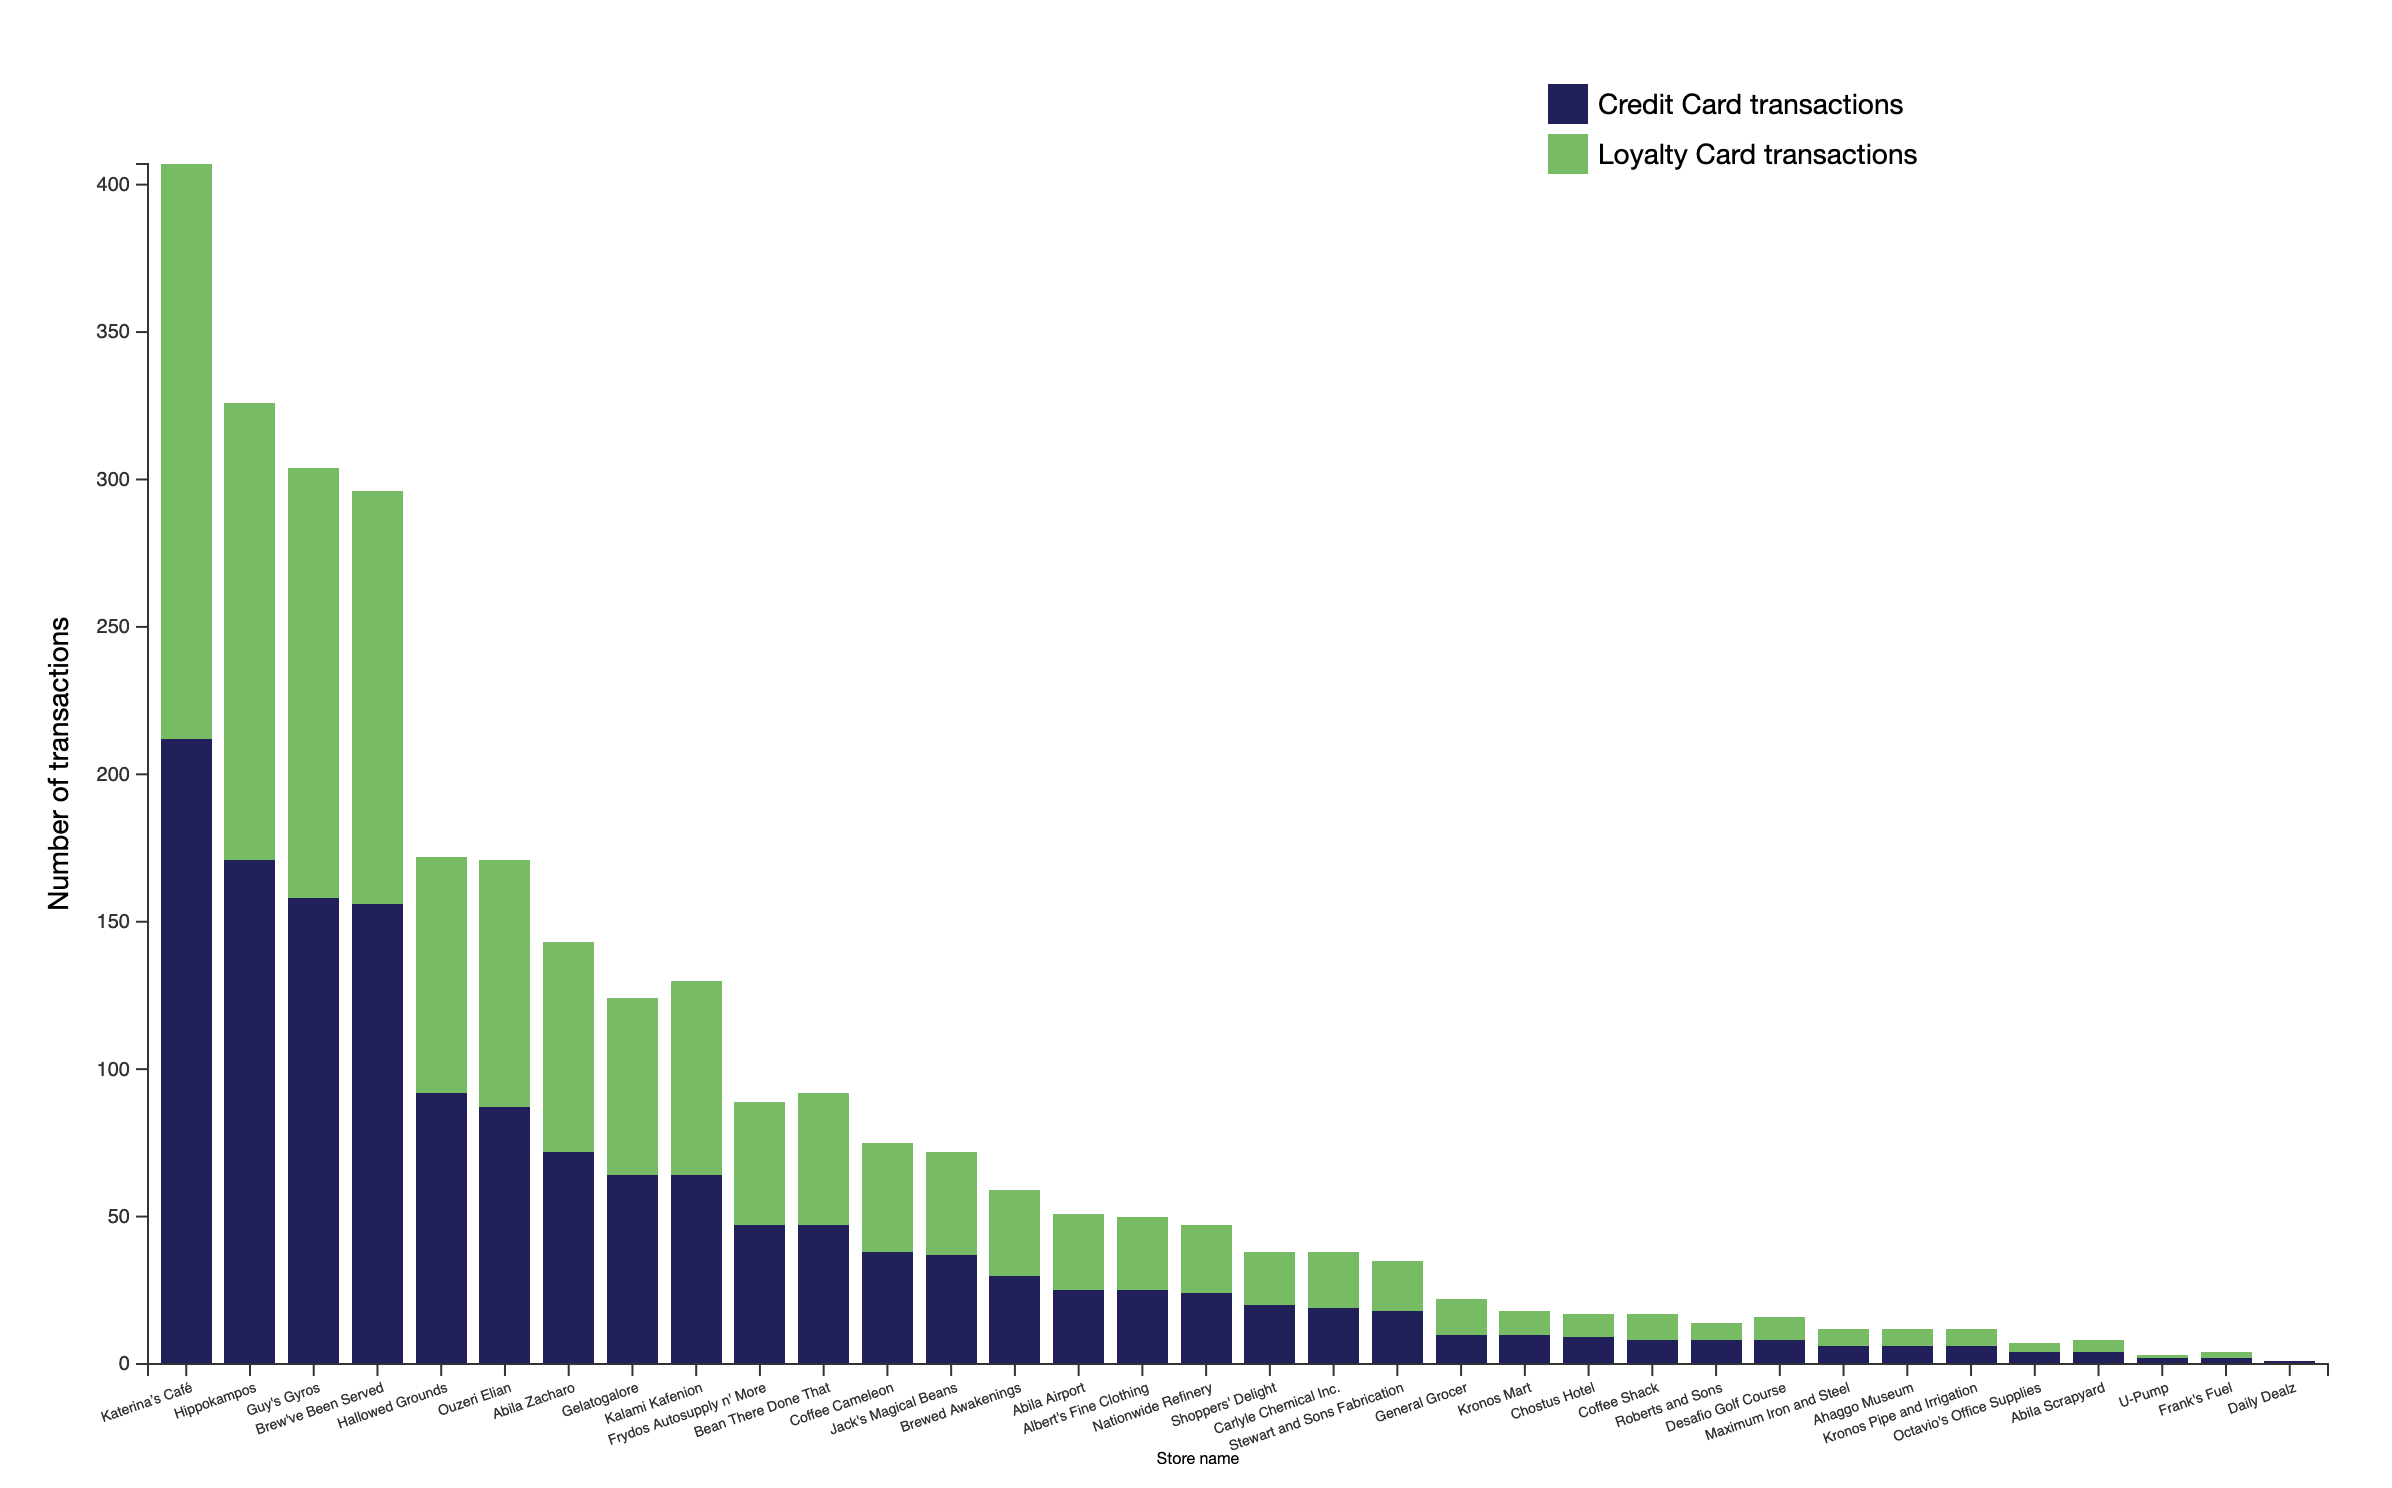 Credit Card transactions
Loyalty Card transactions
400
350
300
250
200
150
100
50
0
Number of transactions
Katerina's Café
Hippokampos
Guy's Gyros
Brew've Been Served
Hallowed Grounds
Ouzeri Elian
Abila Zacharo
Gelatogalore
Kalami Kafenion
Frydos Autosupply n' More
Bean There Done That
Coffee Cameleon
Jack's Magical Beans
Brewed Awakenings
Abila Airport
Albert's Fine Clothing
Nationwide Refinery
Shoppers' Delight
Carlyle Chemical Inc.
Stewart and Sons Fabrication
General Grocer
Kronos Mart
Chostus Hotel
Coffee Shack
Roberts and Sons
Desafio Golf Course
Maximum Iron and Steel
Ahaggo Museum
Kronos Pipe and Irrigation
Octavio's Office Supplies
Abila Scrapyard
U-Pump
Frank's Fuel
Daily Dealz
Store name